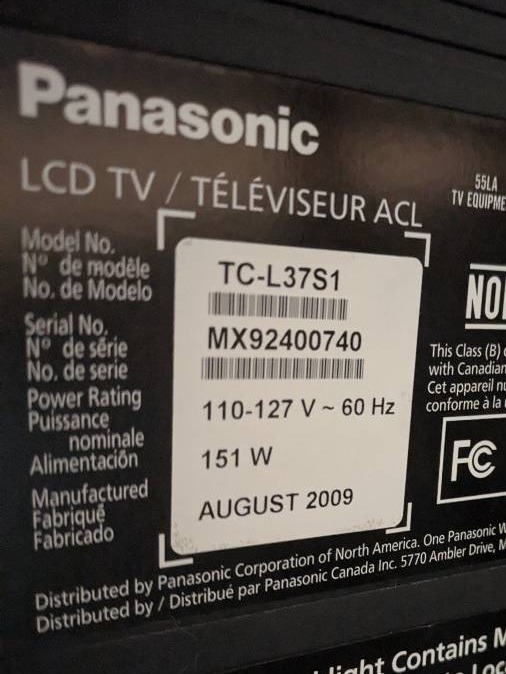 Panasonic
LCD TV / TÉLÉVISEUR ACL
55LA
TV
Model No.
N° de modèle
No. de Modelo
TC-L37S1
Serial No.
N° de série
No. de serie
MX92400740
Power Rating
Puissance
nominale
Alimentación
110-127 V ~ 60 Hz
151 W
Manufactured
Fabriqué
Fabricado
AUGUST 2009
This Class (B)
with Canadian
Cet appareil
conforme à la
FC
Distributed by Panasonic Corporation of North America. One Panasonic
Distributed by / Distribué par Panasonic Canada Inc. 5770 Ambler Drive,
Contains